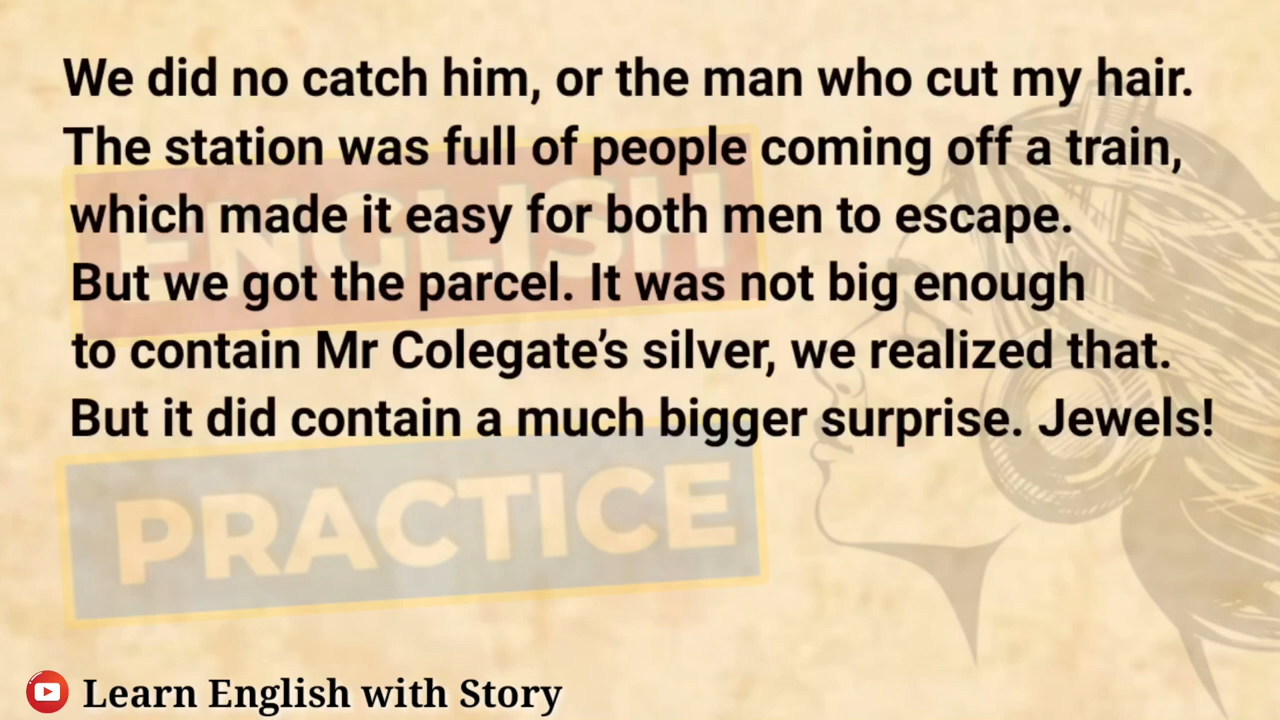 We did no catch him, or the man who cut my hair.
The station was full of people coming off a train,
which made it easy for both men to escape.
But we got the parcel. It was not big enough
to contain Mr Colegate’s silver, we realized that.
But it did contain a much bigger surprise. Jewels!
ENGLISH
PRACTICE
Learn English with Story